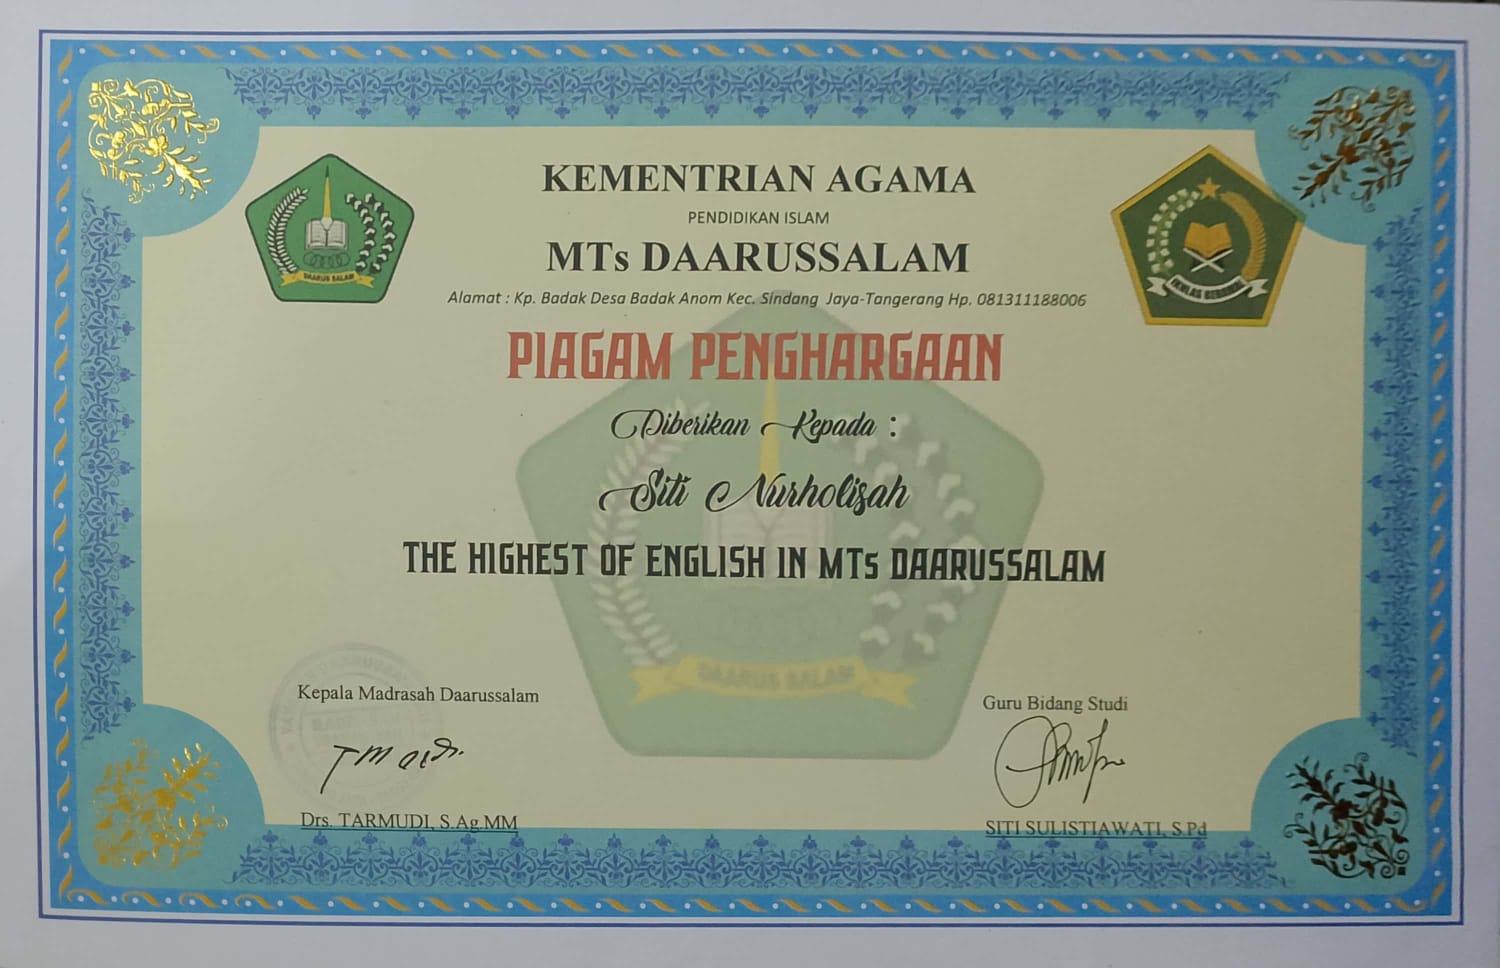 KEMENTRIAN AGAMA
PENDIDIKAN ISLAM
MTs DAARUSSALAM
Alamat : Kp. Badak Desa Badak Anom Kec. Sindang Jaya-Tangerang Hp. 081311188006
DAARUS SALAM
IKHLAS BERAMAL
PIAGAM PENGHARGAAN
Diberikan Kepada :
Siti Nurholisah
THE HIGHEST OF ENGLISH IN MTs DAARUSSALAM
DAARUS SALAM
Kepala Madrasah Daarussalam
Guru Bidang Studi
Drs. TARMUDI, S.Ag.MM
SITI SULISTIAWATI, S.Pd